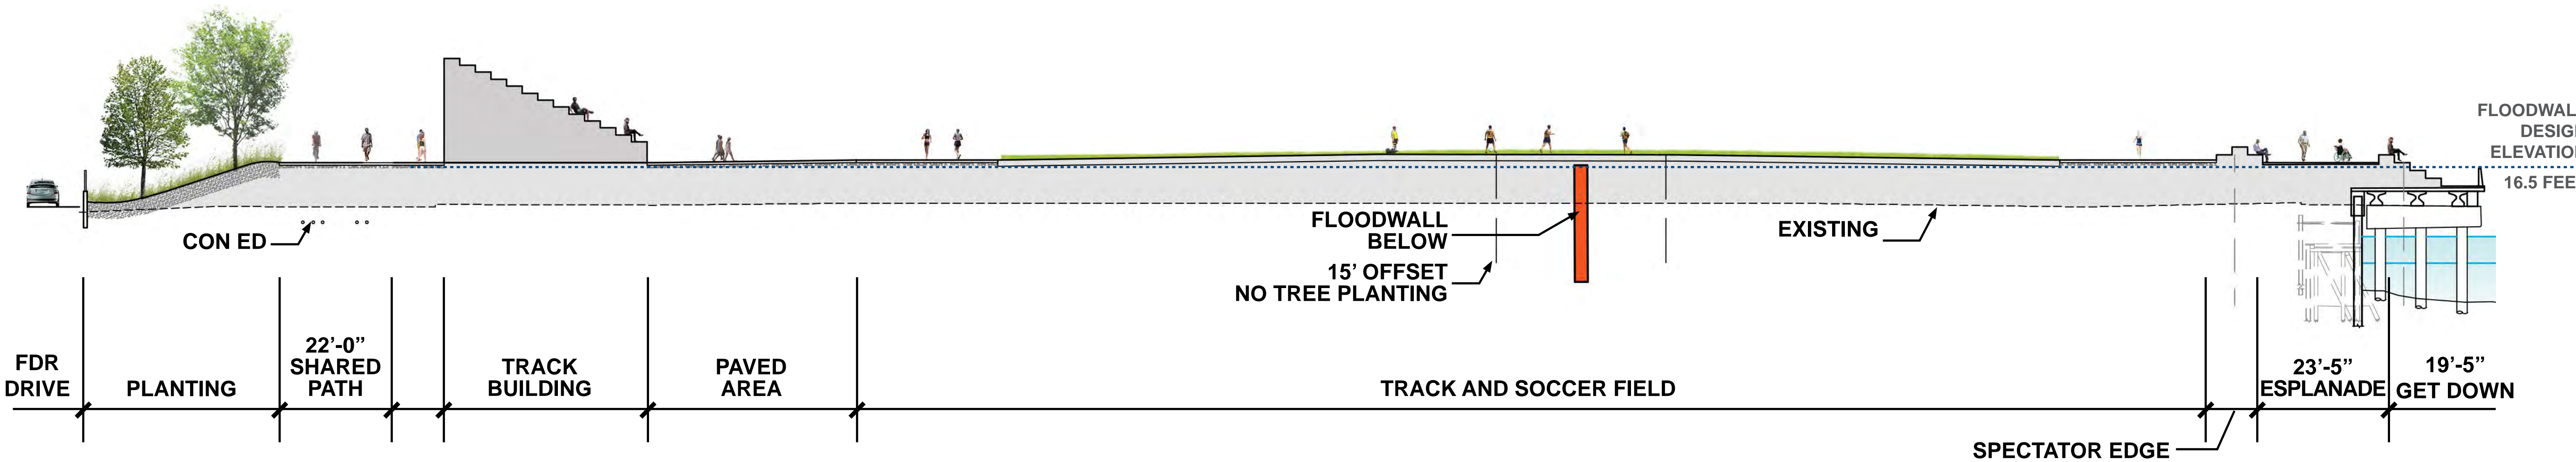 FLOODWAL
DESIG
ELEVATIO
16.5 FEE
CON ED
FLOODWALL
BELOW
15’ OFFSET
NO TREE PLANTING
EXISTING
FDR
DRIVE
PLANTING
22’-0”
SHARED
PATH
TRACK
BUILDING
PAVED
AREA
TRACK AND SOCCER FIELD
23’-5”
ESPLANADE
19’-5”
GET DOWN
SPECTATOR EDGE